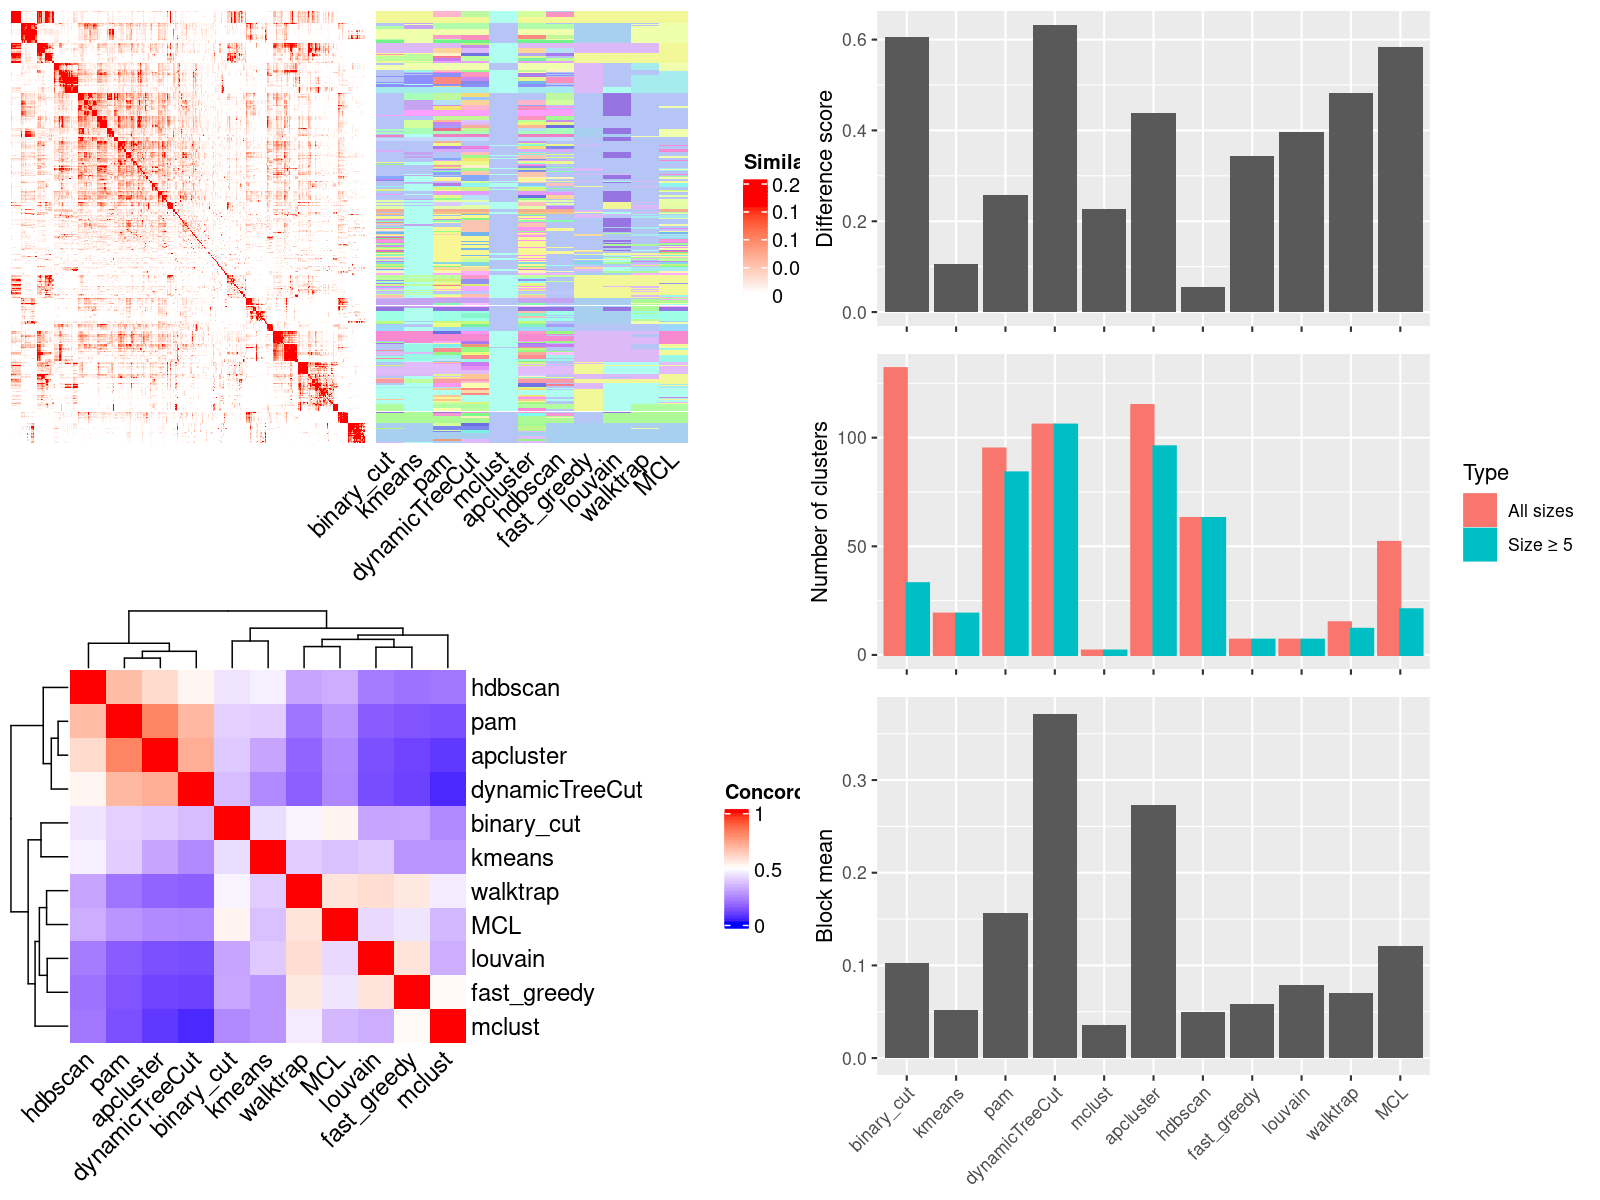 Simila
0.2
0.1
0.1
0.0
0
binary_cut
kmeans
pam
dynamicTreeCut
mclust
apcluster
hdbscan
fast_greedy
louvain
walktrap
MCL
hdbscan
pam
apcluster
dynamicTreeCut
binary_cut
kmeans
walktrap
MCL
louvain
fast_greedy
mclust
hdbscan
pam
apcluster
dynamicTreeCut
binary_cut
kmeans
walktrap
MCL
louvain
fast_greedy
mclust
Concord
1
0.5
0
Difference score
0.6
0.4
0.2
0.0
Number of clusters
100
50
0
Type
All sizes
Size ≥ 5
Block mean
0.3
0.2
0.1
0.0
binary_cut
kmeans
pam
dynamicTreeCut
mclust
apcluster
hdbscan
fast_greedy
louvain
walktrap
MCL